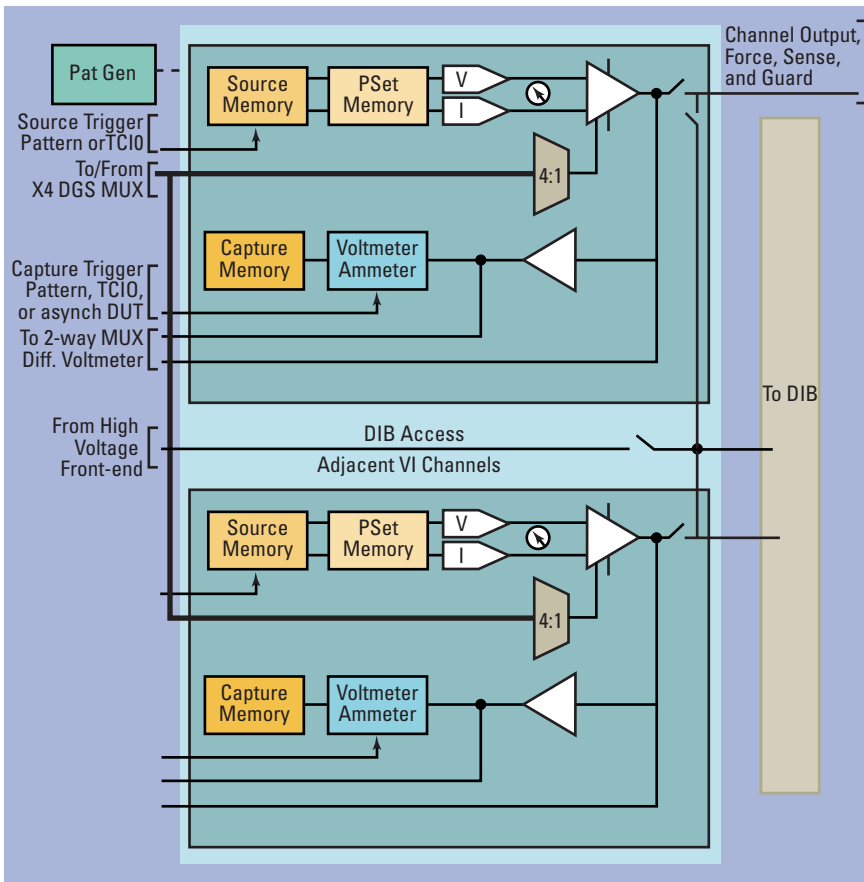 Pat Gen
Source
Memory
PSet
Memory
V
I
4:1
Channel Output,
Force, Sense,
and Guard
Source Trigger
Pattern orTCI0
To/From
X4 DGS MUX
Capture
Memory
Voltmeter
Ammeter
Capture Trigger
Pattern, TCIO,
or asynch DUT
To 2-way MUX
Diff. Voltmeter
To DIB
From High
Voltage
Front-end
DIB Access
Adjacent VI Channels
Source
Memory
PSet
Memory
V
I
4:1
Capture
Memory
Voltmeter
Ammeter